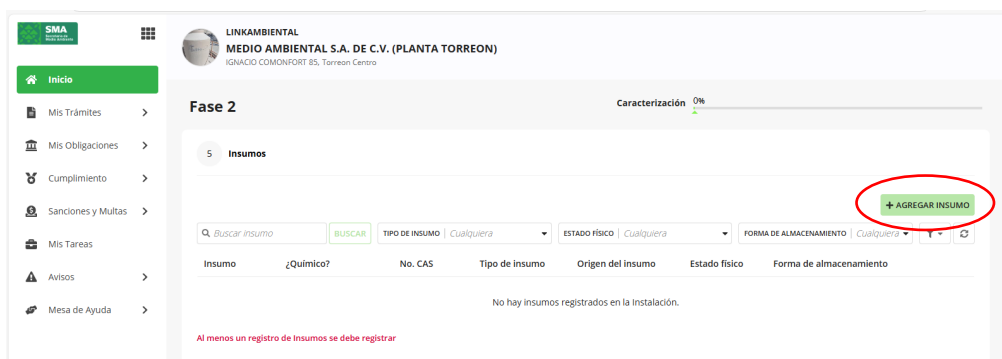 SMA
Secretaría de
Medio Ambiente
LINKAMBIENTAL
MEDIO AMBIENTAL S.A. DE C.V. (PLANTA TORREON)
IGNACIO COMONFORT 85, Torreon Centro
Inicio
Mis Trámites
Mis Obligaciones
Cumplimiento
Sanciones y Multas
Mis Tareas
Avisos
Mesa de Ayuda
Fase 2
Caracterización 0%
5 Insumos
+ AGREGAR INSUMO
Buscar insumo BUSCAR TIPO DE INSUMO Cualquiera ESTADO FÍSICO Cualquiera FORMA DE ALMACENAMIENTO Cualquiera
Insumo ¿Químico? No. CAS Tipo de insumo Origen del insumo Estado físico Forma de almacenamiento
No hay insumos registrados en la Instalación.
Al menos un registro de Insumos se debe registrar